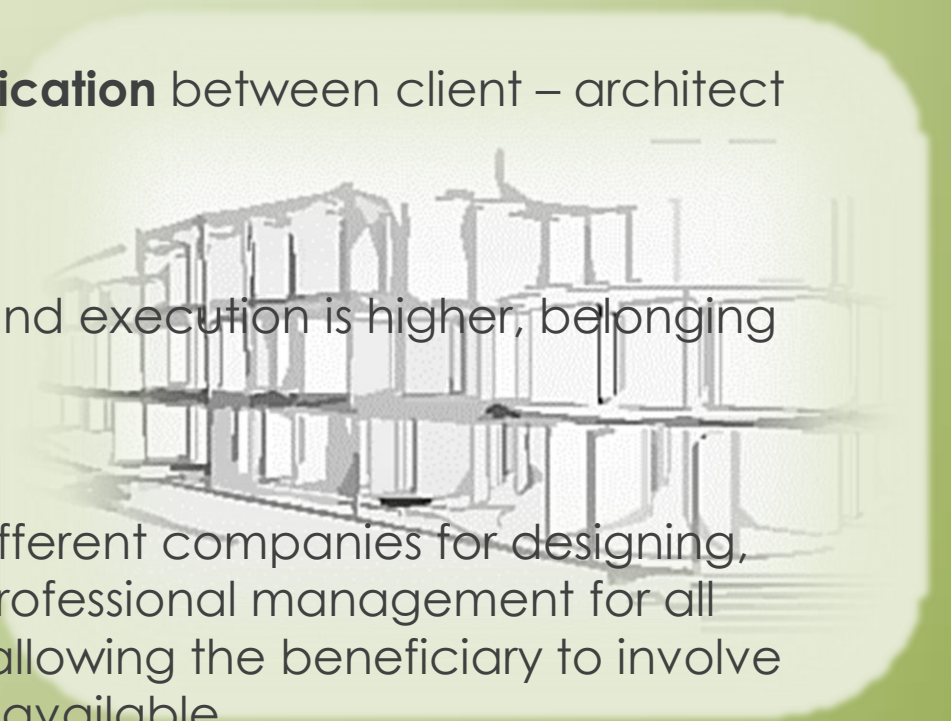 ication between client – architect
nd execution is higher, belonging
fferent companies for designing,
rofessional management for all
allowing the beneficiary to involve
available